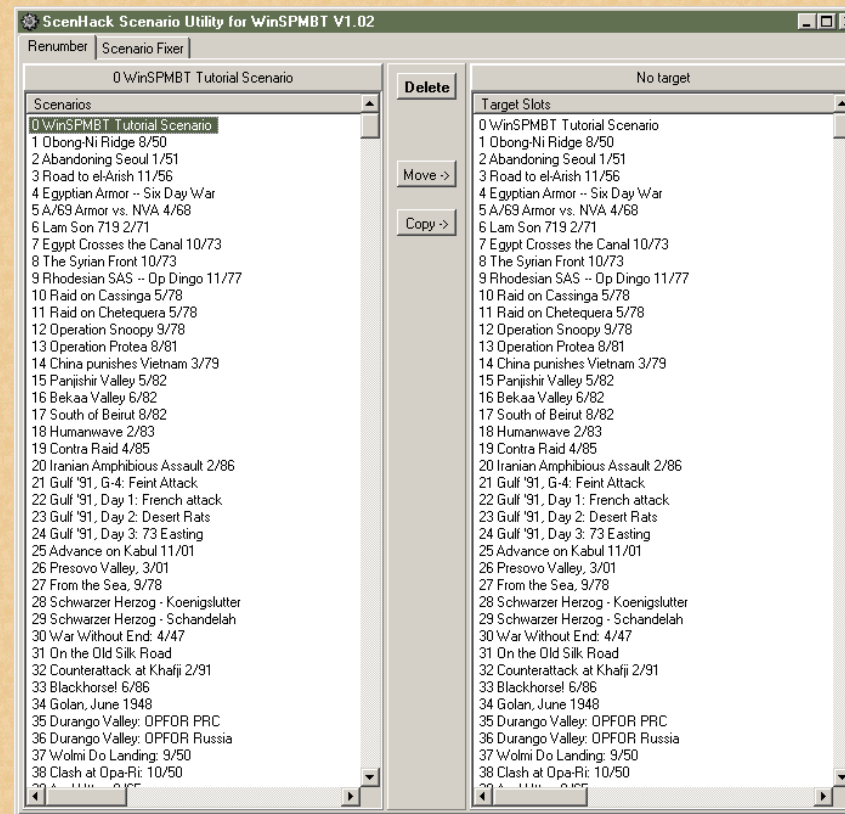 ScenHack Scenario Utility for WinSPMBT V1.02
Renumber
Scenario Fixer
0 WinSPMBT Tutorial Scenario
Scenarios
0 WinSPMBT Tutorial Scenario
1 Obong-Ni Ridge 8/50
2 Abandoning Seoul 1/51
3 Road to el-Arish 11/56
4 Egyptian Armor -- Six Day War
5 A/69 Armor vs. NVA 4/68
6 Lam Son 719 2/71
7 Egypt Crosses the Canal 10/73
8 The Syrian Front 10/73
9 Rhodesian SAS -- Op Dingo 11/77
10 Raid on Cassinga 5/78
11 Raid on Chetequera 5/78
12 Operation Snoopy 9/78
13 Operation Protea 8/81
14 China punishes Vietnam 3/79
15 Panjishir Valley 5/82
16 Bekaa Valley 6/82
17 South of Beirut 8/82
18 Humanwave 2/83
19 Contra Raid 4/85
20 Iranian Amphibious Assault 2/86
21 Gulf '91, G-4: Feint Attack
22 Gulf '91, Day 1: French attack
23 Gulf '91, Day 2: Desert Rats
24 Gulf '91, Day 3: 73 Easting
25 Advance on Kabul 11/01
26 Presovo Valley, 3/01
27 From the Sea, 9/78
28 Schwarzer Herzog - Koenigslutter
29 Schwarzer Herzog - Schandelah
30 War Without End: 4/47
31 On the Old Silk Road
32 Counterattack at Khafji 2/91
33 Blackhorse! 6/86
34 Golan, June 1948
35 Durango Valley: OPFOR PRC
36 Durango Valley: OPFOR Russia
37 Wolmi Do Landing: 9/50
38 Clash at Opa-Ri: 10/50
Delete
Move ->
Copy ->
No target
Target Slots
0 WinSPMBT Tutorial Scenario
1 Obong-Ni Ridge 8/50
2 Abandoning Seoul 1/51
3 Road to el-Arish 11/56
4 Egyptian Armor -- Six Day War
5 A/69 Armor vs. NVA 4/68
6 Lam Son 719 2/71
7 Egypt Crosses the Canal 10/73
8 The Syrian Front 10/73
9 Rhodesian SAS -- Op Dingo 11/77
10 Raid on Cassinga 5/78
11 Raid on Chetequera 5/78
12 Operation Snoopy 9/78
13 Operation Protea 8/81
14 China punishes Vietnam 3/79
15 Panjishir Valley 5/82
16 Bekaa Valley 6/82
17 South of Beirut 8/82
18 Humanwave 2/83
19 Contra Raid 4/85
20 Iranian Amphibious Assault 2/86
21 Gulf '91, G-4: Feint Attack
22 Gulf '91, Day 1: French attack
23 Gulf '91, Day 2: Desert Rats
24 Gulf '91, Day 3: 73 Easting
25 Advance on Kabul 11/01
26 Presovo Valley, 3/01
27 From the Sea, 9/78
28 Schwarzer Herzog - Koenigslutter
29 Schwarzer Herzog - Schandelah
30 War Without End: 4/47
31 On the Old Silk Road
32 Counterattack at Khafji 2/91
33 Blackhorse! 6/86
34 Golan, June 1948
35 Durango Valley: OPFOR PRC
36 Durango Valley: OPFOR Russia
37 Wolmi Do Landing: 9/50
38 Clash at Opa-Ri: 10/50